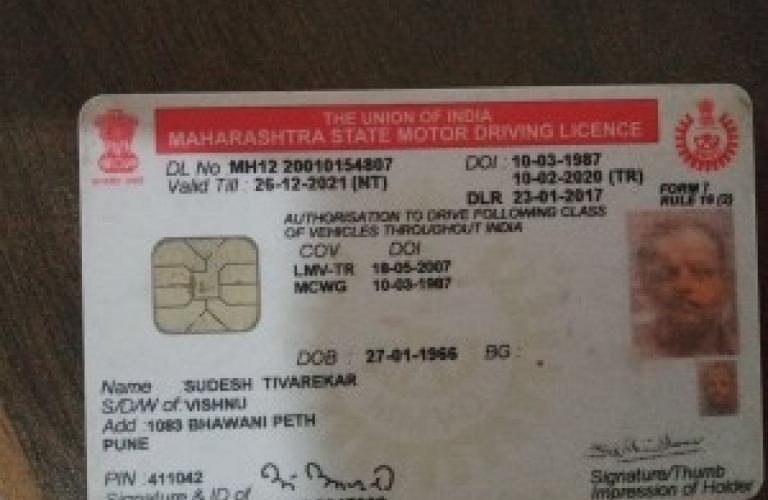 THE UNION OF INDIA
MAHARASHTRA STATE MOTOR DRIVING LICENCE
DL No MH12 20010154807 DOI : 10-03-1987
Valid Till : 26-12-2021 (NT) 10-02-2020 (TR)
DLR 23-01-2017
FORM 7
RULE 16 (2)
AUTHORISATION TO DRIVE FOLLOWING CLASS
OF VEHICLES THROUGHOUT INDIA
COV DOI
LMV-TR 18-05-2007
MCWG 10-03-1987
DOB : 27-01-1966 BG :
Name SUDESH TIVAREKAR
S/D/W of VISHNU
Add 1083 BHAWANI PETH
PUNE
PIN 411042
Signature & ID of
Signature/Thumb
Impression of Holder